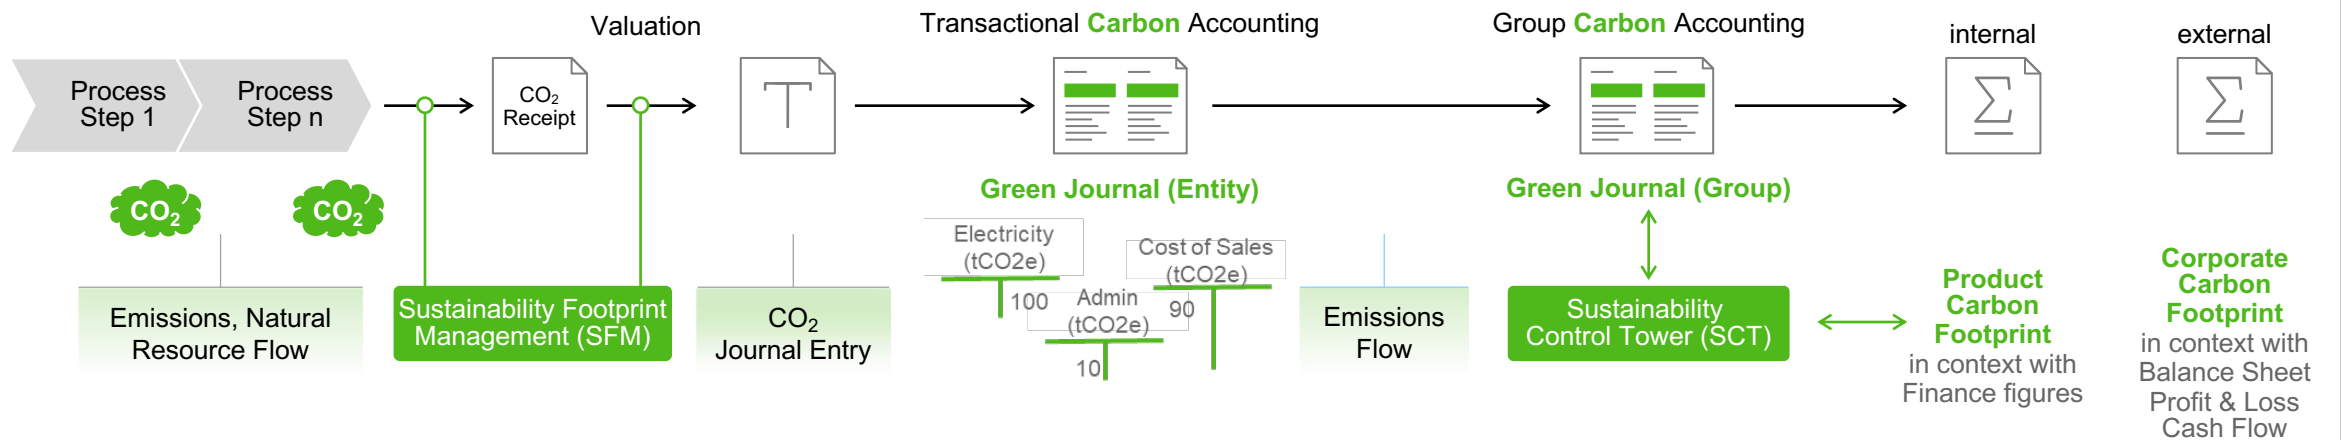 Valuation
Transactional Carbon Accounting
Group Carbon Accounting
internal
external
Process
Step 1
Process
Step n
CO₂
Receipt
T
Σ
Σ
CO₂
CO₂
Green Journal (Entity)
Green Journal (Group)
Electricity
(tCO2e)
100
Admin
(tCO2e)
10
Cost of Sales
(tCO2e)
90
Emissions, Natural
Resource Flow
Sustainability Footprint
Management (SFM)
CO₂
Journal Entry
Emissions
Flow
Sustainability
Control Tower (SCT)
Product
Carbon
Footprint
in context with
Finance figures
Corporate
Carbon
Footprint
in context with
Balance Sheet
Profit & Loss
Cash Flow